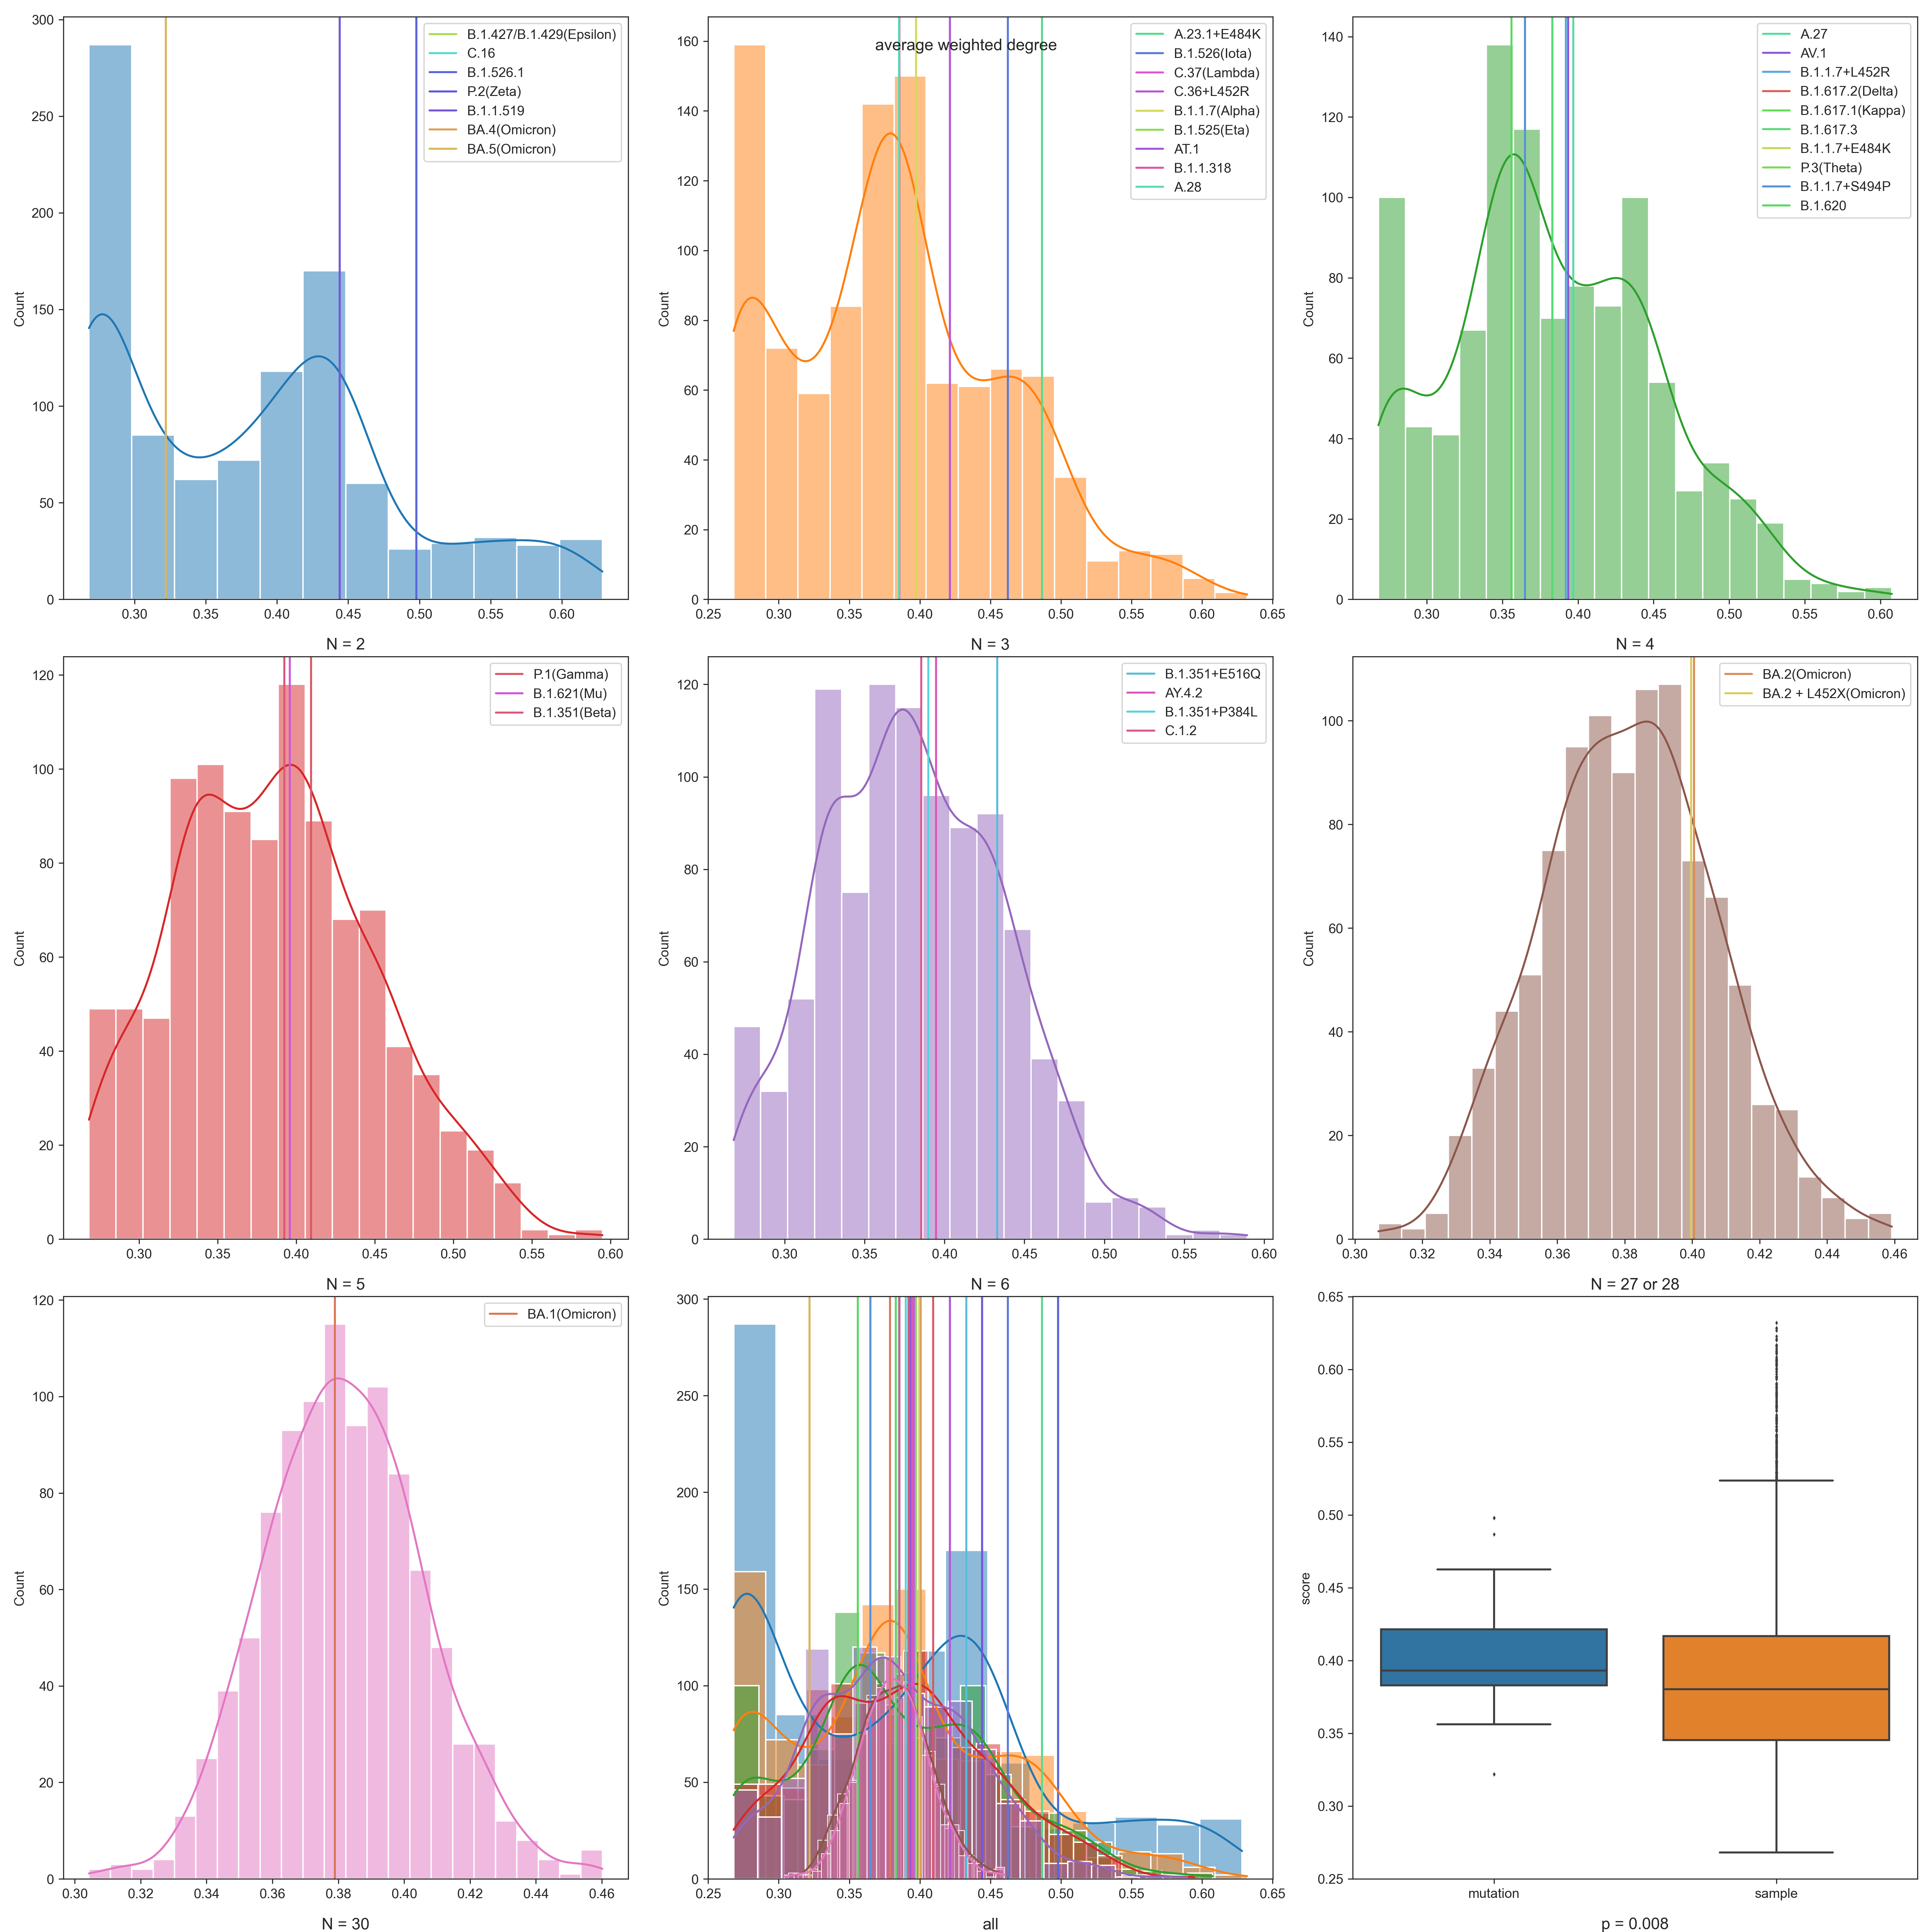 average weighted degree
300
250
200
150
100
50
0
Count
0.30 0.35 0.40 0.45 0.50 0.55 0.60
N = 2
B.1.427/B.1.429(Epsilon)
C.16
B.1.526.1
P.2(Zeta)
B.1.1.519
BA.4(Omicron)
BA.5(Omicron)
160
140
120
100
80
60
40
20
0
Count
0.25 0.30 0.35 0.40 0.45 0.50 0.55 0.60 0.65
N = 3
A.23.1+E484K
B.1.526(Iota)
C.37(Lambda)
C.36+L452R
B.1.1.7(Alpha)
B.1.525(Eta)
AT.1
B.1.1.318
A.28
140
120
100
80
60
40
20
0
Count
0.30 0.35 0.40 0.45 0.50 0.55 0.60
N = 4
A.27
AV.1
B.1.1.7+L452R
B.1.617.2(Delta)
B.1.617.1(Kappa)
B.1.617.3
B.1.1.7+E484K
P.3(Theta)
B.1.1.7+S494P
B.1.620
120
100
80
60
40
20
0
Count
0.30 0.35 0.40 0.45 0.50 0.55 0.60
N = 5
P.1(Gamma)
B.1.621(Mu)
B.1.351(Beta)
120
100
80
60
40
20
0
Count
0.30 0.35 0.40 0.45 0.50 0.55 0.60
N = 6
B.1.351+E516Q
AY.4.2
B.1.351+P384L
C.1.2
100
80
60
40
20
0
Count
0.30 0.32 0.34 0.36 0.38 0.40 0.42 0.44 0.46
N = 27 or 28
BA.2(Omicron)
BA.2 + L452X(Omicron)
120
100
80
60
40
20
0
Count
0.30 0.32 0.34 0.36 0.38 0.40 0.42 0.44 0.46
N = 30
BA.1(Omicron)
300
250
200
150
100
50
0
Count
0.25 0.30 0.35 0.40 0.45 0.50 0.55 0.60 0.65
all
0.65
0.60
0.55
0.50
0.45
0.40
0.35
0.30
0.25
score
mutation sample
p = 0.008